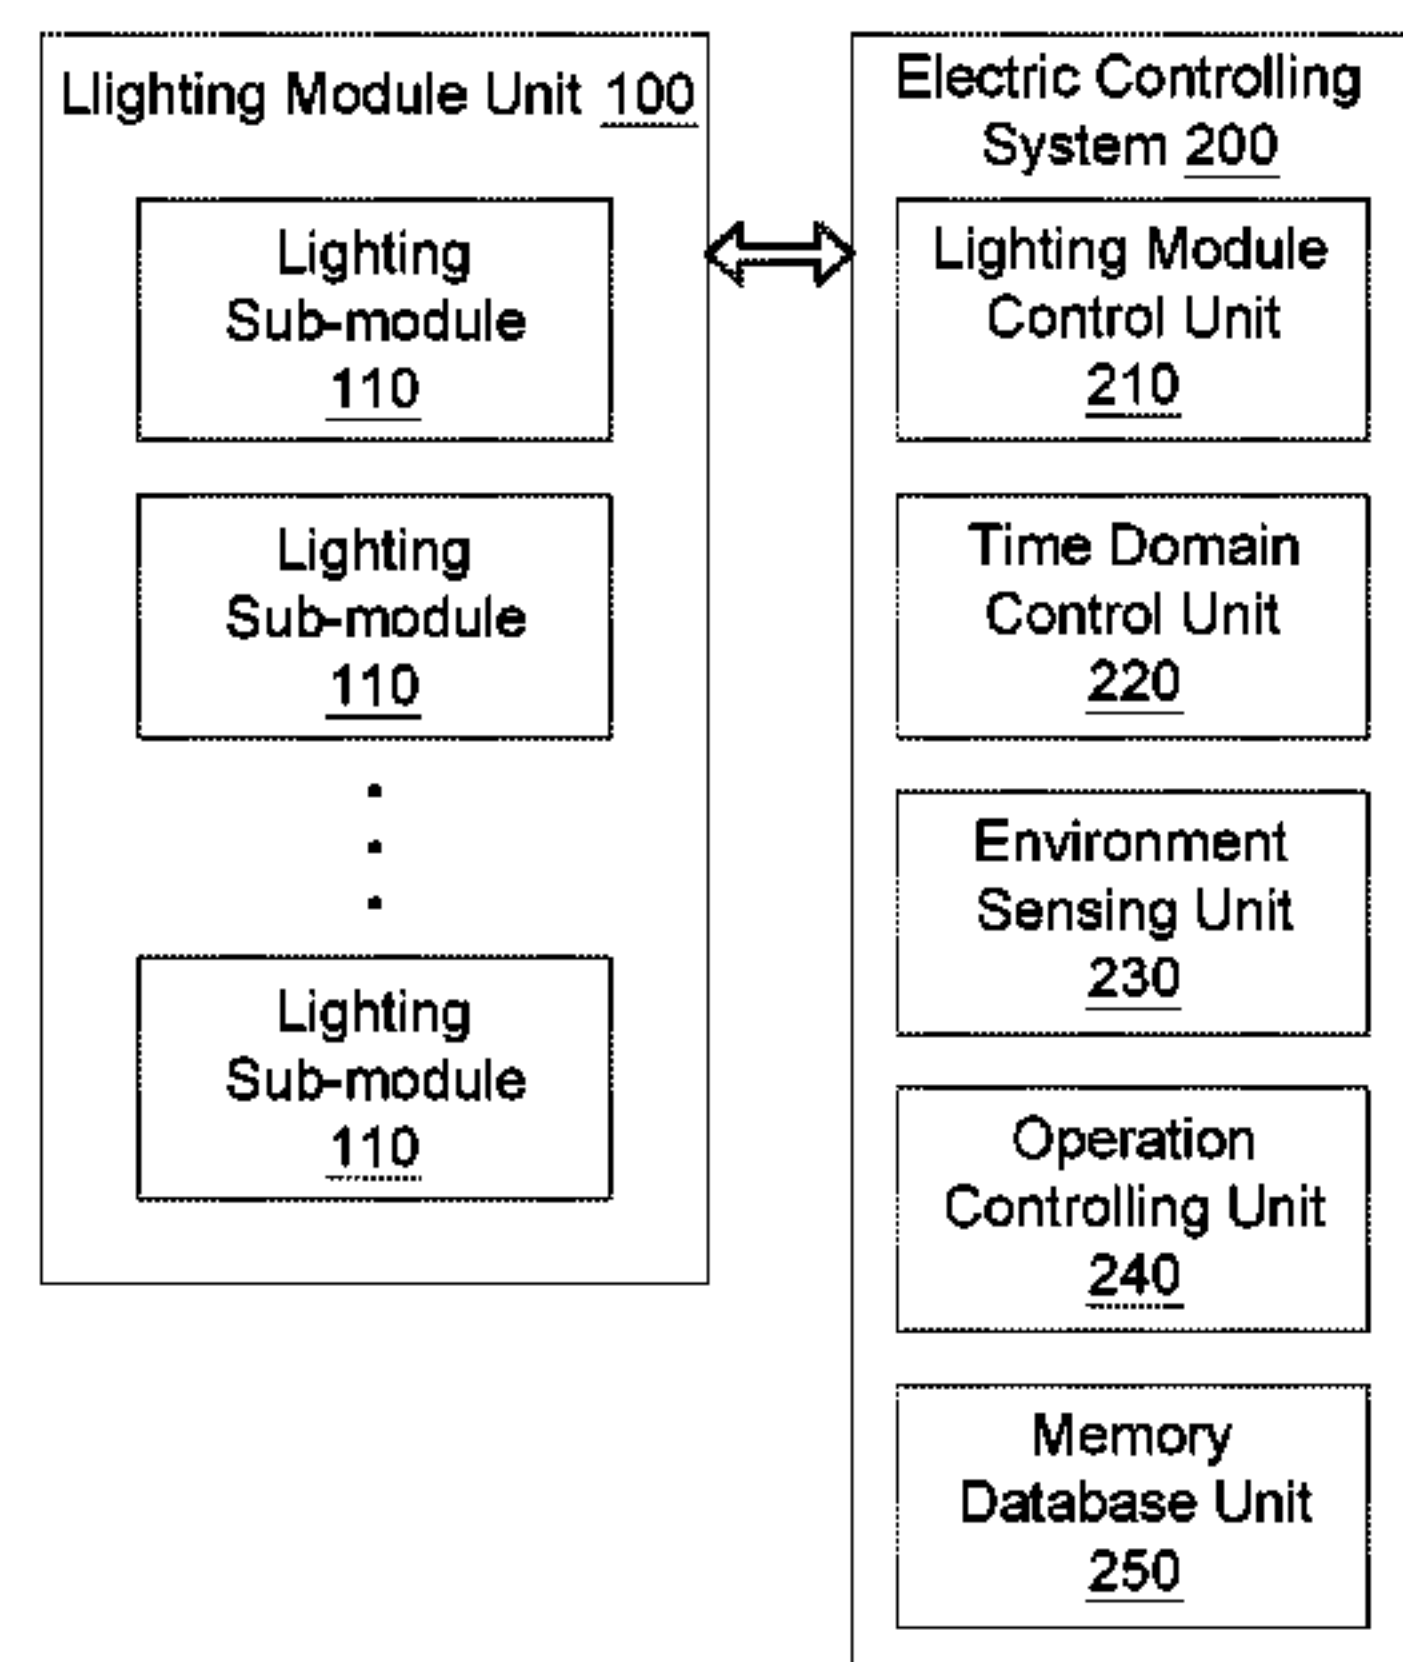 Llighting Module Unit 100
Lighting
Sub-module
110
Lighting
Sub-module
110
Lighting
Sub-module
110
Electric Controlling
System 200
Lighting Module
Control Unit
210
Time Domain
Control Unit
220
Environment
Sensing Unit
230
Operation
Controlling Unit
240
Memory
Database Unit
250